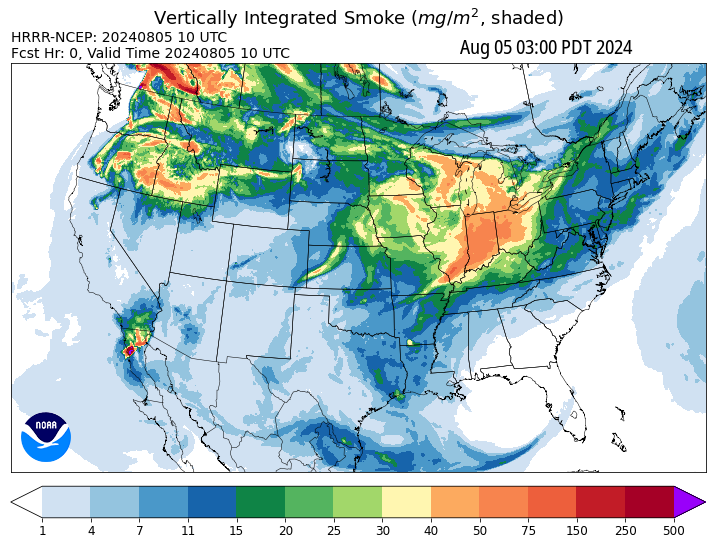 Vertically Integrated Smoke (mg/m², shaded)
HRRR-NCEP: 20240805 10 UTC
Fcst Hr: 0, Valid Time 20240805 10 UTC
Aug 05 03:00 PDT 2024
NOAA
1 4 7 11 15 20 25 30 40 50 75 150 250 500